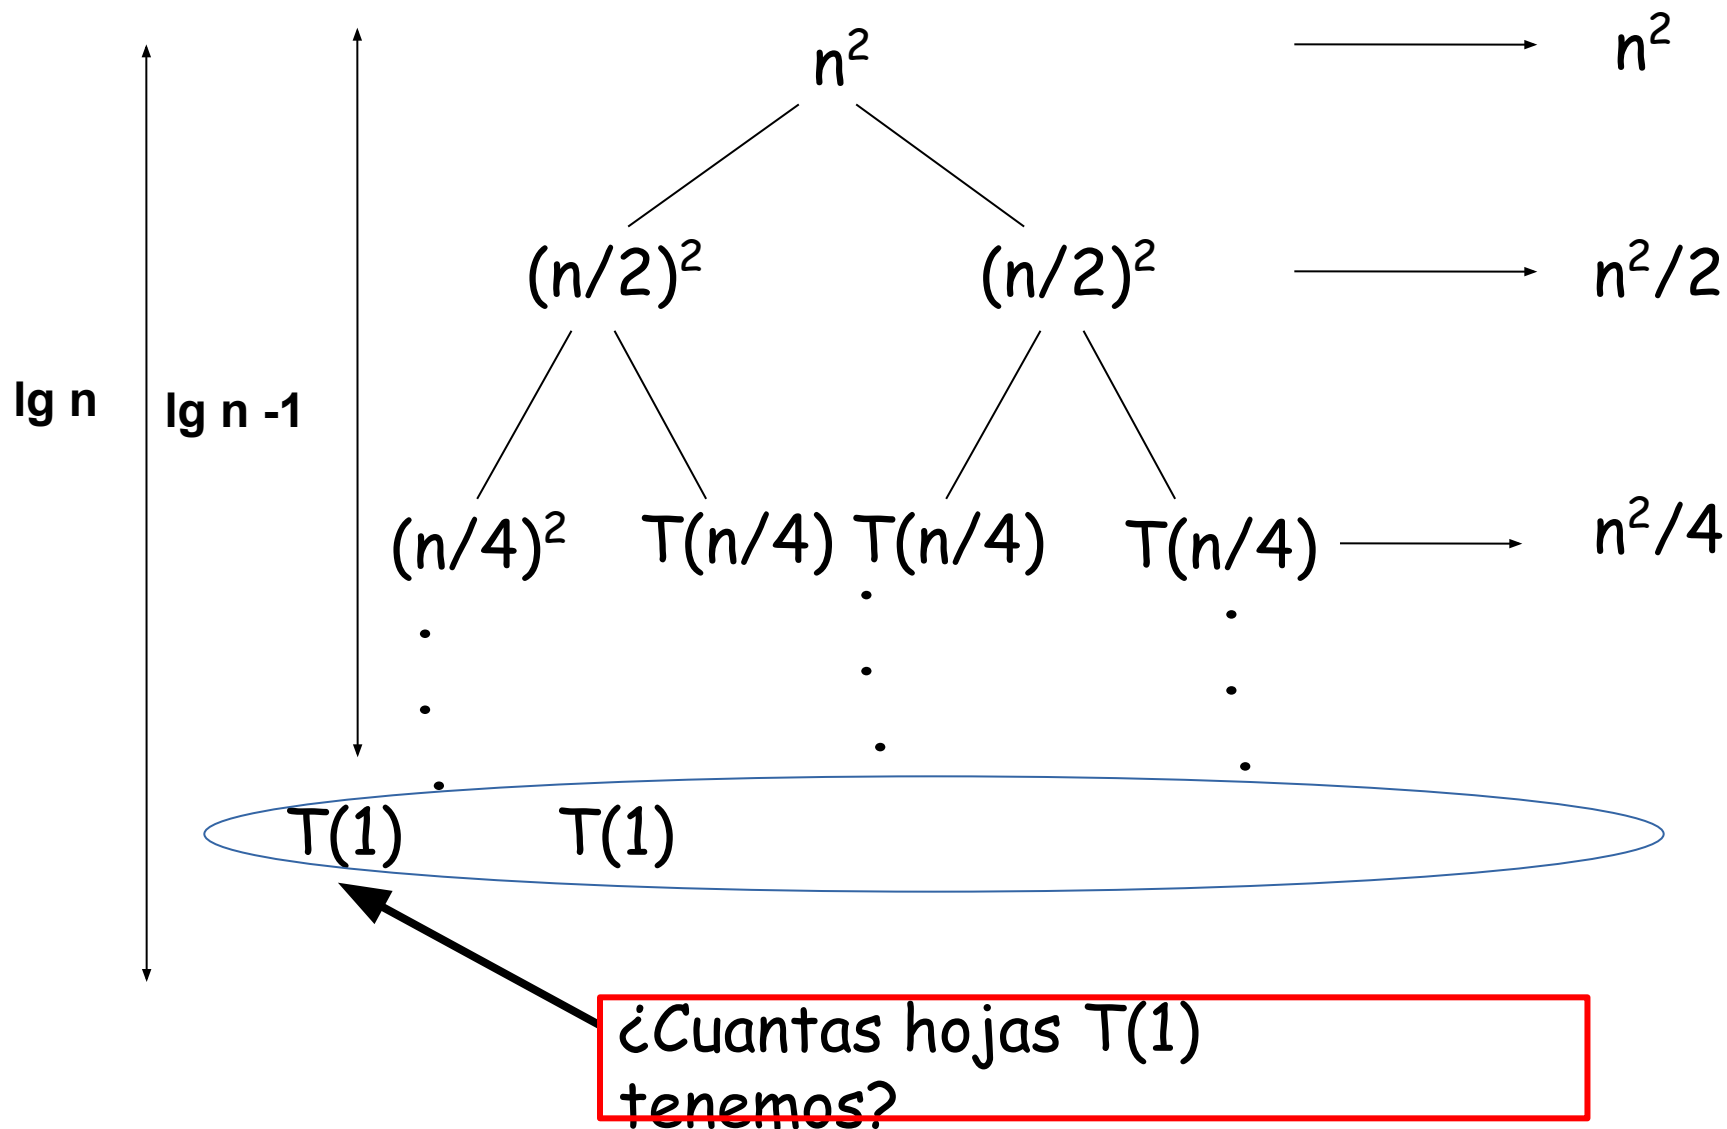 n² n²
(n/2)² (n/2)² n²/2
lg n lg n -1
(n/4)² T(n/4) T(n/4) T(n/4) n²/4
T(1) T(1)
¿Cuantas hojas T(1)
tenemos?